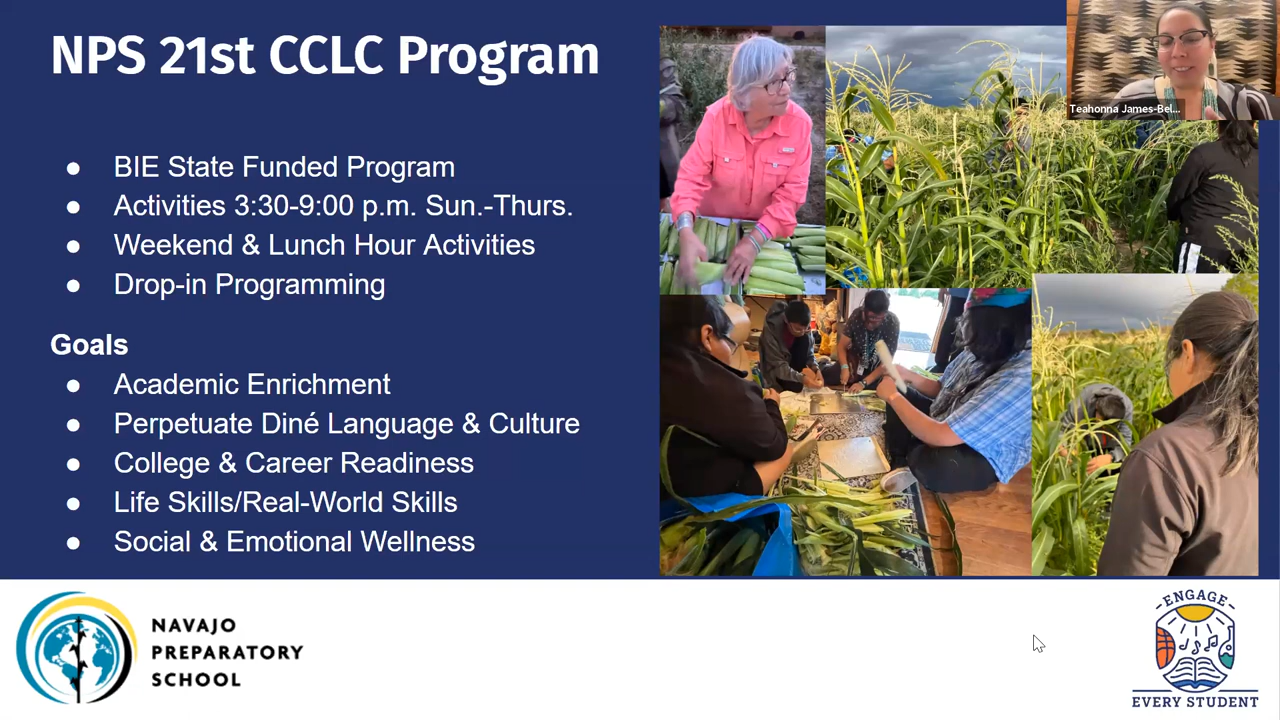 NPS 21st CCLC Program
Teahonna James-Bel...
● BIE State Funded Program
● Activities 3:30-9:00 p.m. Sun.-Thurs.
● Weekend & Lunch Hour Activities
● Drop-in Programming
Goals
● Academic Enrichment
● Perpetuate Diné Language & Culture
● College & Career Readiness
● Life Skills/Real-World Skills
● Social & Emotional Wellness
NAVAJO
PREPARATORY
SCHOOL
ENGAGE
EVERY STUDENT